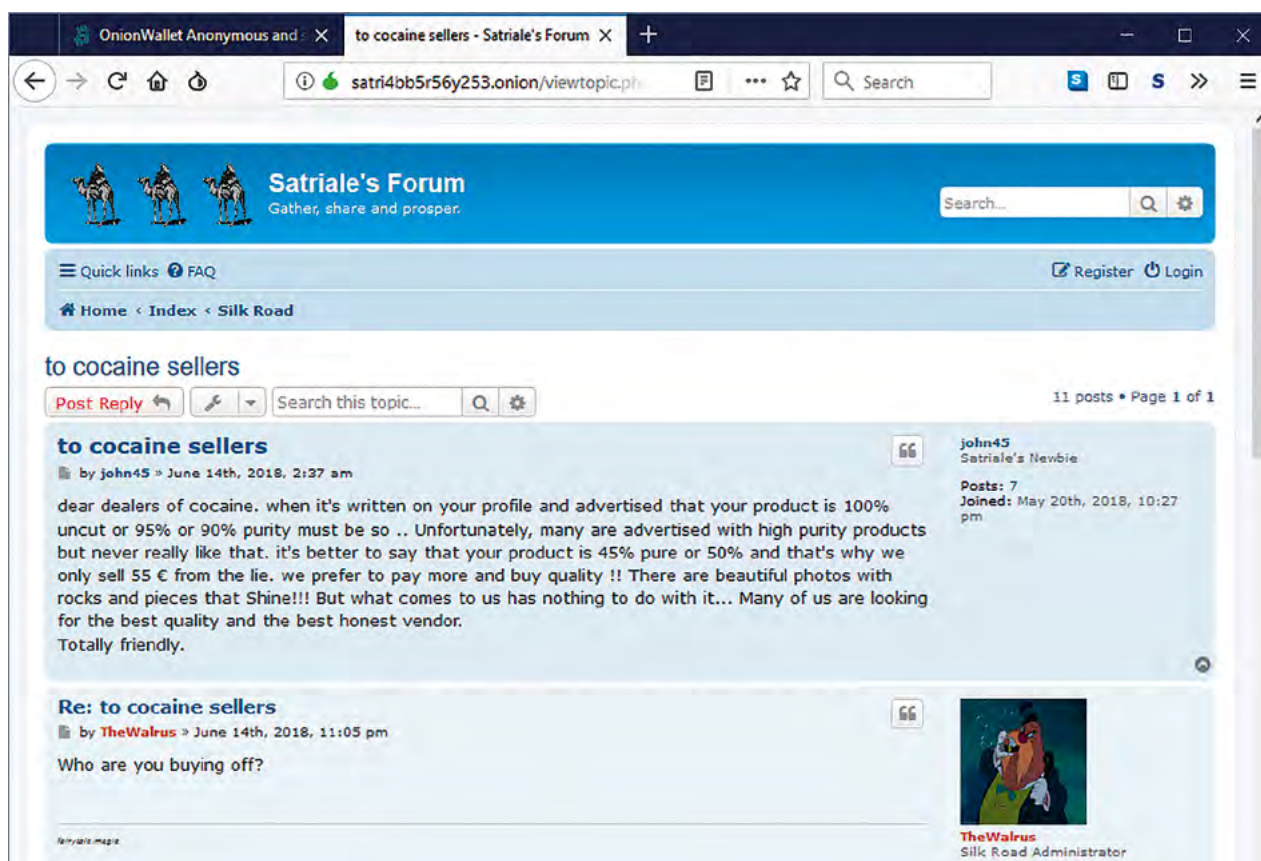 OnionWallet Anonymous and
to cocaine sellers - Satriale's Forum
satri4bb5r56y253.onion/viewtopic.ph
Search
Satriale's Forum
Gather, share and prosper.
Search...
Quick links FAQ
Register Login
Home < Index < Silk Road
to cocaine sellers
Post Reply
Search this topic...
11 posts • Page 1 of 1
to cocaine sellers
by john45 » June 14th, 2018, 2:37 am
dear dealers of cocaine. when it's written on your profile and advertised that your product is 100%
uncut or 95% or 90% purity must be so .. Unfortunately, many are advertised with high purity products
but never really like that. it's better to say that your product is 45% pure or 50% and that's why we
only sell 55 € from the lie. we prefer to pay more and buy quality !! There are beautiful photos with
rocks and pieces that Shine!!! But what comes to us has nothing to do with it... Many of us are looking
for the best quality and the best honest vendor.
Totally friendly.
john45
Satriale's Newbie
Posts: 7
Joined: May 20th, 2018, 10:27
pm
Re: to cocaine sellers
by TheWalrus » June 14th, 2018, 11:05 pm
Who are you buying off?
fairytale magic
TheWalrus
Silk Road Administrator